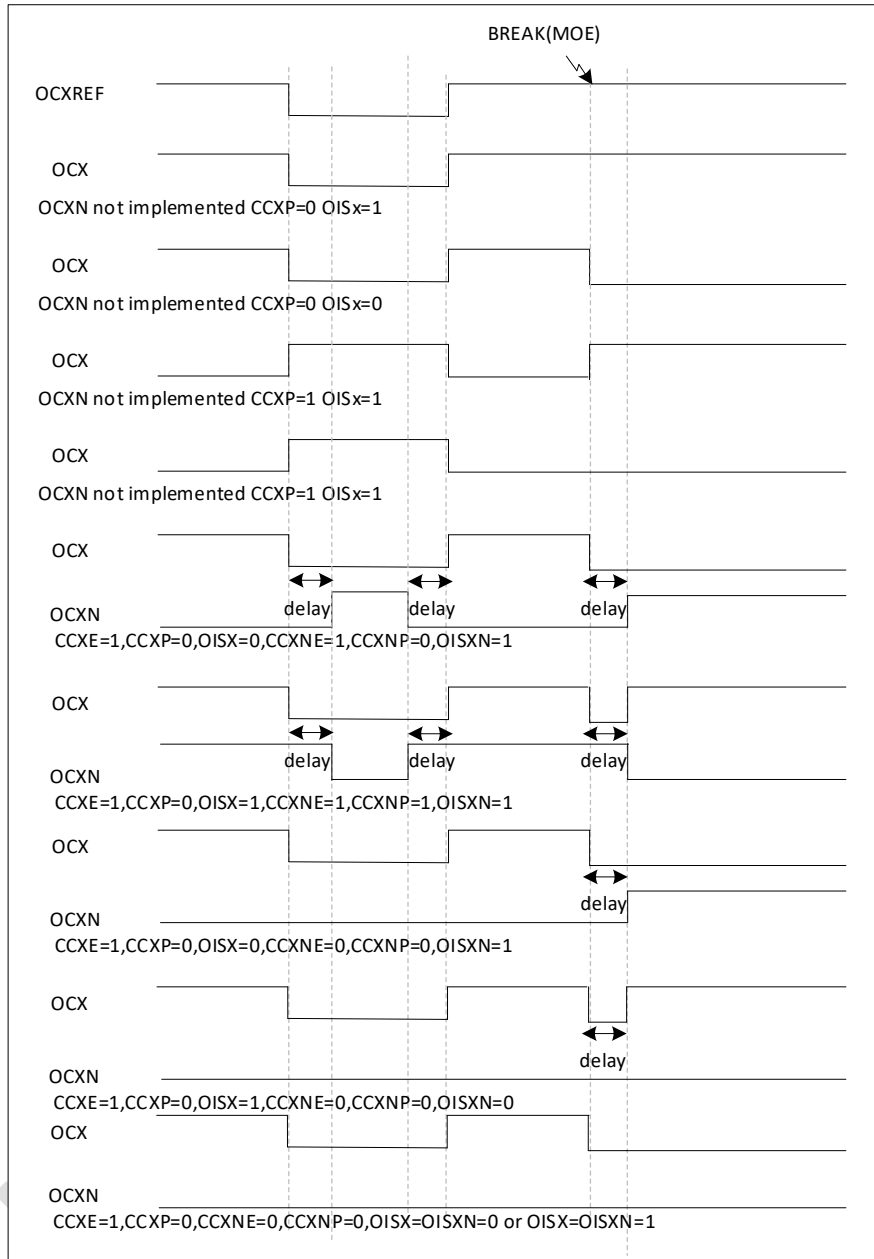 BREAK(MOE)
OCXREF
OCX
OCXN not implemented CCXP=0 OISx=1
OCX
OCXN not implemented CCXP=0 OISx=0
OCX
OCXN not implemented CCXP=1 OISx=1
OCX
OCXN not implemented CCXP=1 OISx=1
OCX
delay delay delay
OCXN
CCXE=1,CCXP=0,OISX=0,CCXNE=1,CCXNP=0,OISXN=1
OCX
delay delay delay
OCXN
CCXE=1,CCXP=0,OISX=1,CCXNE=1,CCXNP=1,OISXN=1
OCX
delay
OCXN
CCXE=1,CCXP=0,OISX=0,CCXNE=0,CCXNP=0,OISXN=1
OCX
delay
OCXN
CCXE=1,CCXP=0,OISX=1,CCXNE=0,CCXNP=0,OISXN=0
OCX
OCXN
CCXE=1,CCXP=0,CCXNE=0,CCXNP=0,OISX=OISXN=0 or OISX=OISXN=1